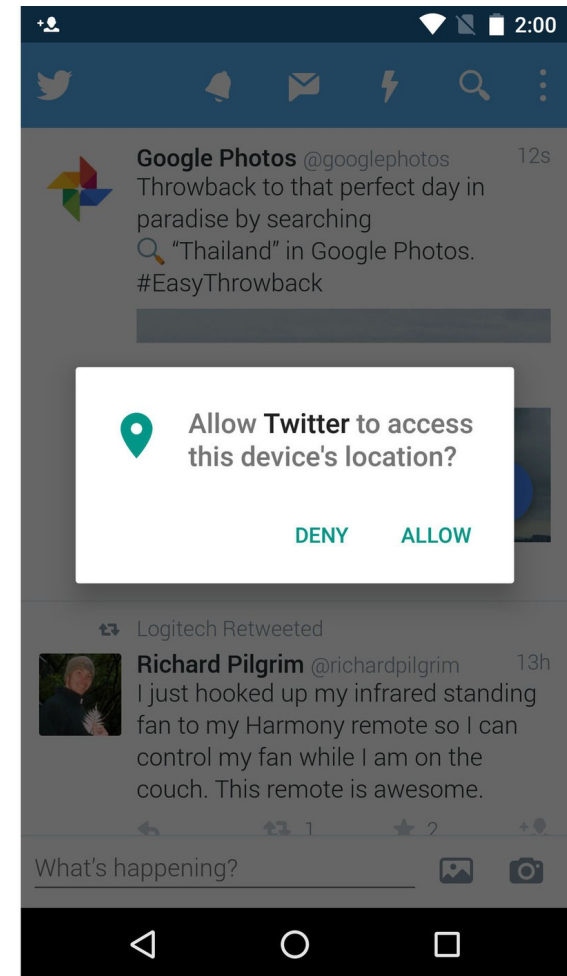 2:00
Google Photos @googlephotos 12s
Throwback to that perfect day in
paradise by searching
🔍 “Thailand” in Google Photos.
#EasyThrowback
Allow Twitter to access
this device's location?
DENY ALLOW
Logitech Retweeted
Richard Pilgrim @richardpilgrim 13h
I just hooked up my infrared standing
fan to my Harmony remote so I can
control my fan while I am on the
couch. This remote is awesome.
1 2
What's happening?